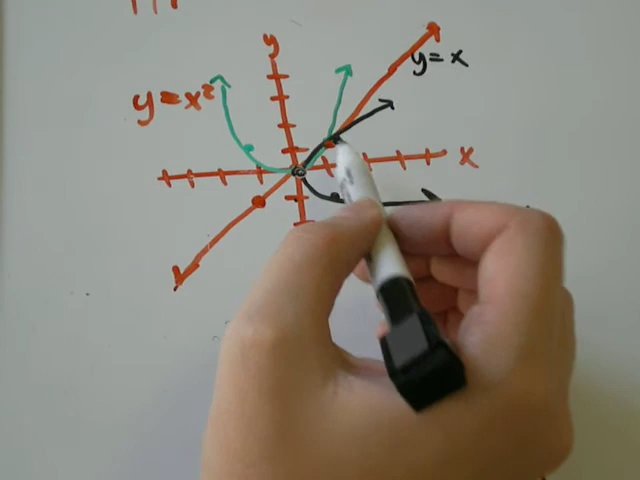 y
y = x
y = x²
x